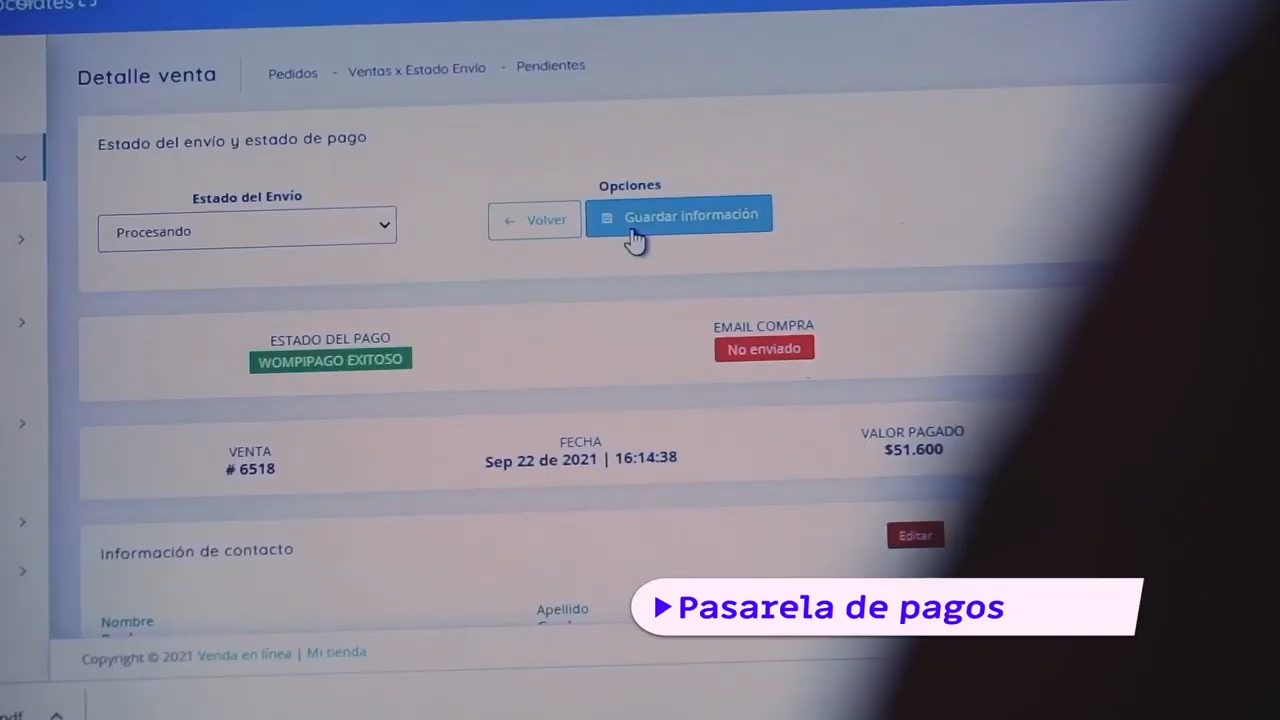 Detalle venta
Pedidos - Ventas x Estado Envío - Pendientes
Estado del envío y estado de pago
Estado del Envío
Opciones
Procesando
Volver
Guardar información
ESTADO DEL PAGO
WOMPIPAGO EXITOSO
EMAIL COMPRA
No enviado
VENTA
# 6518
FECHA
Sep 22 de 2021 | 16:14:38
VALOR PAGADO
$51.600
Información de contacto
Editar
Nombre
Apellido
Pasarela de pagos
Copyright © 2021 Venda en línea | Mi tienda